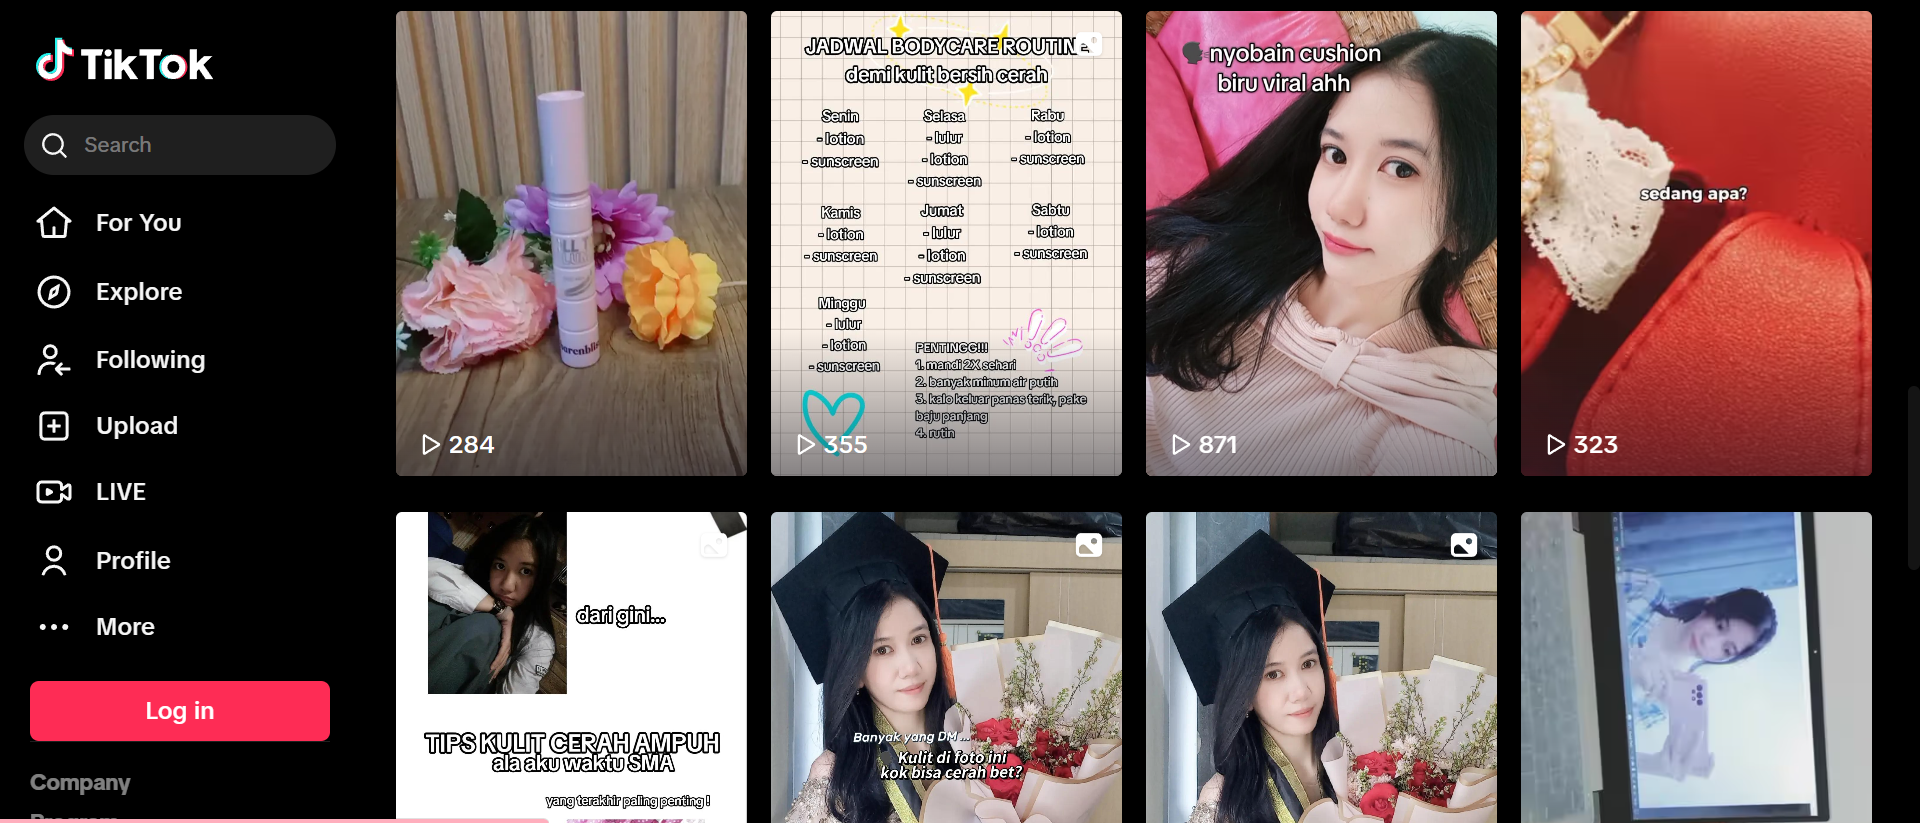 TikTok
Search
For You
Explore
Following
Upload
LIVE
Profile
More
Log in
Company
284
JADWAL BODYCARE ROUTINE
demi kulit bersih cerah
Senin
- lotion
- sunscreen
Selasa
- lulur
- lotion
- sunscreen
Rabu
- lotion
- sunscreen
Kamis
- lotion
- sunscreen
Jumat
- lulur
- lotion
- sunscreen
Sabtu
- lotion
- sunscreen
Minggu
- lulur
- lotion
- sunscreen
PENTINGG!!!
1. mandi 2X sehari
2. banyak minum air putih
3. kalo keluar panas terik, pake
baju panjang
4. rutin
355
nyobain cushion
biru viral ahh
871
sedang apa?
323
dari gini...
TIPS KULIT CERAH AMPUH
ala aku waktu SMA
yang terakhir paling penting !
Banyak yang DM ...
Kulit di foto ini
kok bisa cerah bet?